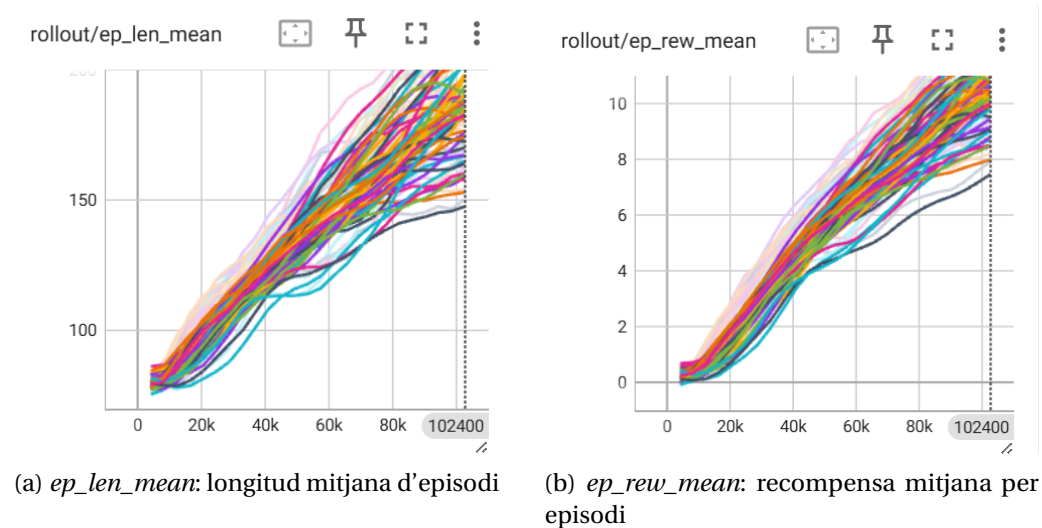 rollout/ep_len_mean
200
150
100
0 20k 40k 60k 80k 102400
(a) ep_len_mean: longitud mitjana d'episodi
rollout/ep_rew_mean
10
8
6
4
2
0
0 20k 40k 60k 80k 102400
(b) ep_rew_mean: recompensa mitjana per
episodi